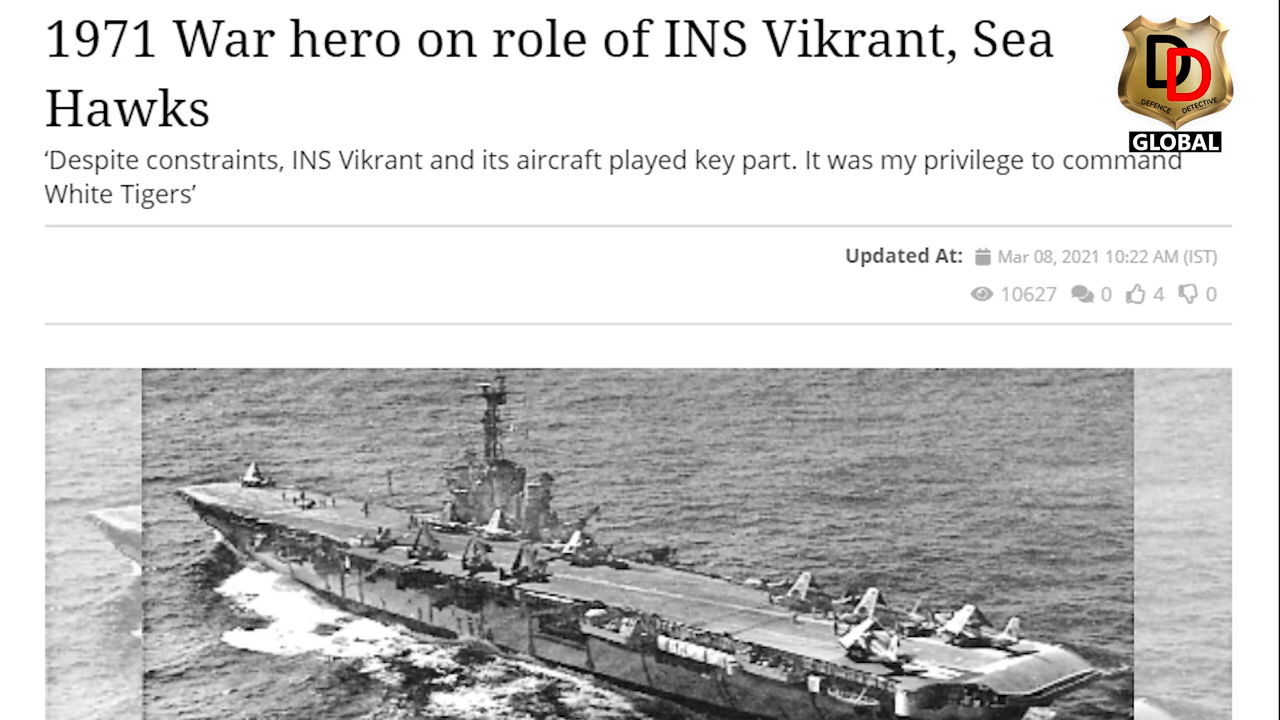 1971 War hero on role of INS Vikrant, Sea
Hawks
‘Despite constraints, INS Vikrant and its aircraft played key part. It was my privilege to command
White Tigers’
Updated At: Mar 08, 2021 10:22 AM (IST)
10627 0 4 0
DD
DEFENCE DETECTIVE
GLOBAL